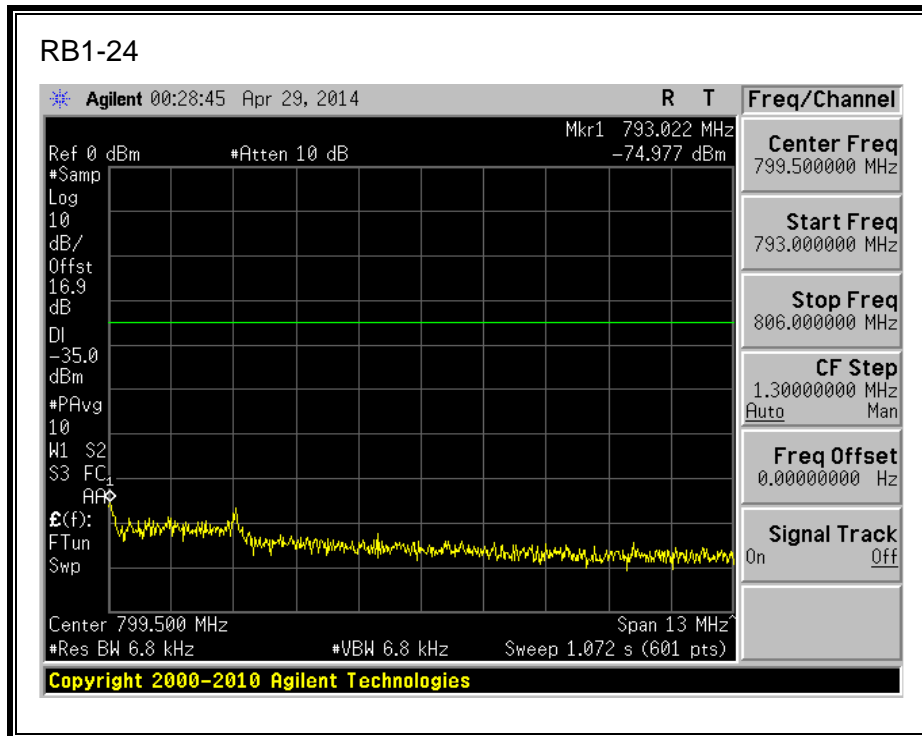 RB1-24
Agilent 00:28:45 Apr 29, 2014 R T
Freq/Channel
Mkr1 793.022 MHz
Ref 0 dBm #Atten 10 dB -74.977 dBm
#Samp
Log
10
dB/
Offst
16.9
dB
DI
-35.0
dBm
#PAvg
10
W1 S2
S3 FC
1
AA
£(f):
FTun
Swp
Center 799.500 MHz Span 13 MHz^
#Res BW 6.8 kHz #VBW 6.8 kHz Sweep 1.072 s (601 pts)
Copyright 2000-2010 Agilent Technologies
Center Freq
799.500000 MHz
Start Freq
793.000000 MHz
Stop Freq
806.000000 MHz
CF Step
1.30000000 MHz
Auto Man
Freq Offset
0.00000000 Hz
Signal Track
On Off